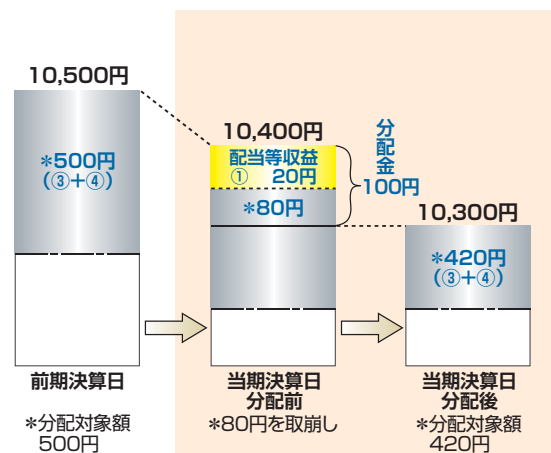 10,500円
＊500円
（③＋④）
前期決算日
＊分配対象額
500円
10,400円
配当等収益
① 20円
＊80円
分配金
100円
当期決算日
分配前
＊80円を取崩し
10,300円
＊420円
（③＋④）
当期決算日
分配後
＊分配対象額
420円